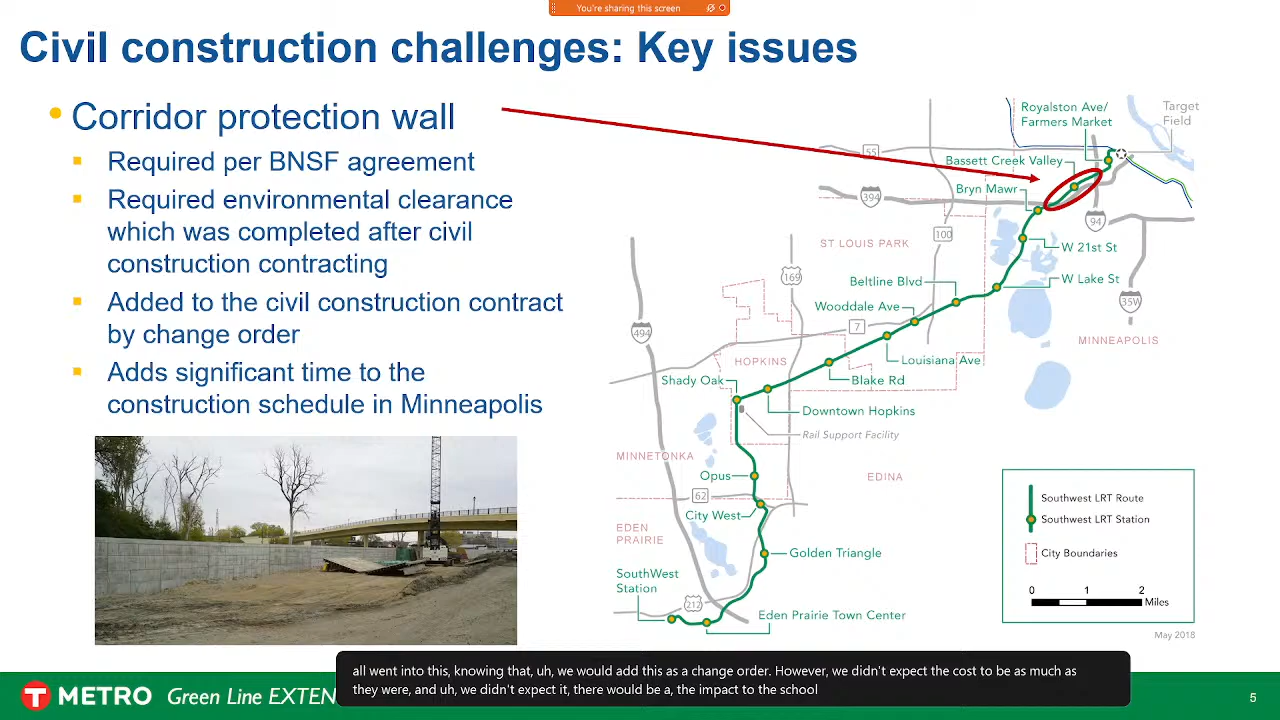 You're sharing this screen
Civil construction challenges: Key issues
• Corridor protection wall
▪ Required per BNSF agreement
▪ Required environmental clearance
which was completed after civil
construction contracting
▪ Added to the civil construction contract
by change order
▪ Adds significant time to the
construction schedule in Minneapolis
Royalston Ave/
Farmers Market
Target
Field
55
Bassett Creek Valley
Bryn Mawr
394
94
100
ST LOUIS PARK
W 21st St
169
Beltline Blvd
W Lake St
35W
Wooddale Ave
7
494
MINNEAPOLIS
HOPKINS
Louisiana Ave
Shady Oak
Blake Rd
Downtown Hopkins
Rail Support Facility
MINNETONKA
Opus
EDINA
62
City West
EDEN
PRAIRIE
Golden Triangle
SouthWest
Station
212
Eden Prairie Town Center
Southwest LRT Route
Southwest LRT Station
City Boundaries
0 1 2
Miles
May 2018
all went into this, knowing that, uh, we would add this as a change order. However, we didn't expect the cost to be as much as
they were, and uh, we didn't expect it, there would be a, the impact to the school
T METRO Green Line EXTEN
5